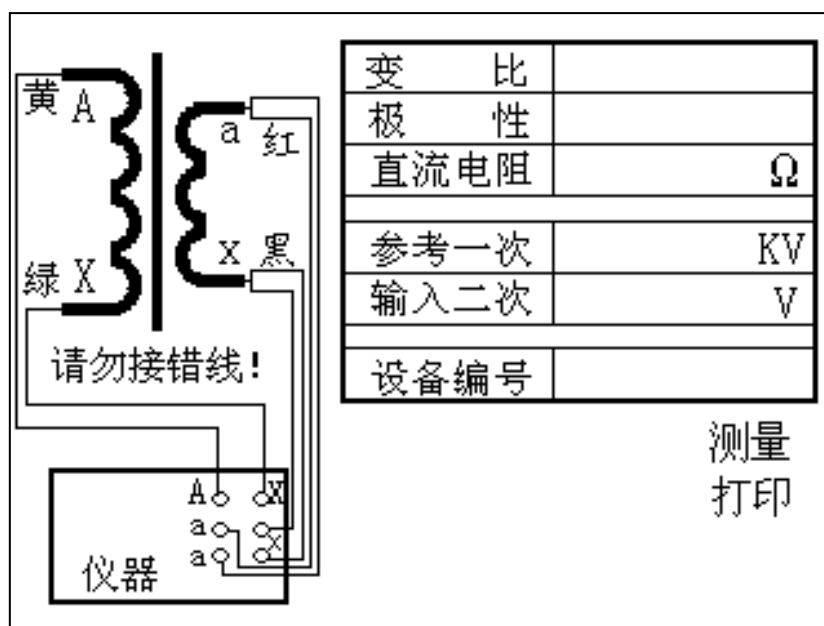 黄 A
a 红
绿 X
x 黑
请勿接错线!
A X
a
x
a
仪器
变 比
极 性
直流电阻 Ω
参考一次 KV
输入二次 V
设备编号
测量
打印